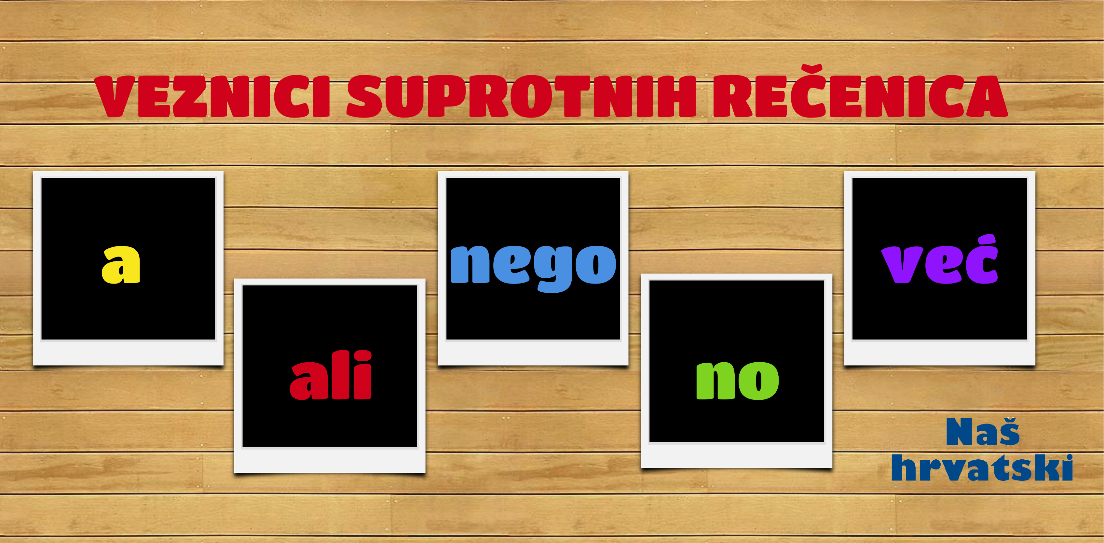 VEZNICI SUPROTNIH REČENICA
a
ali
nego
no
već
Naš
hrvatski